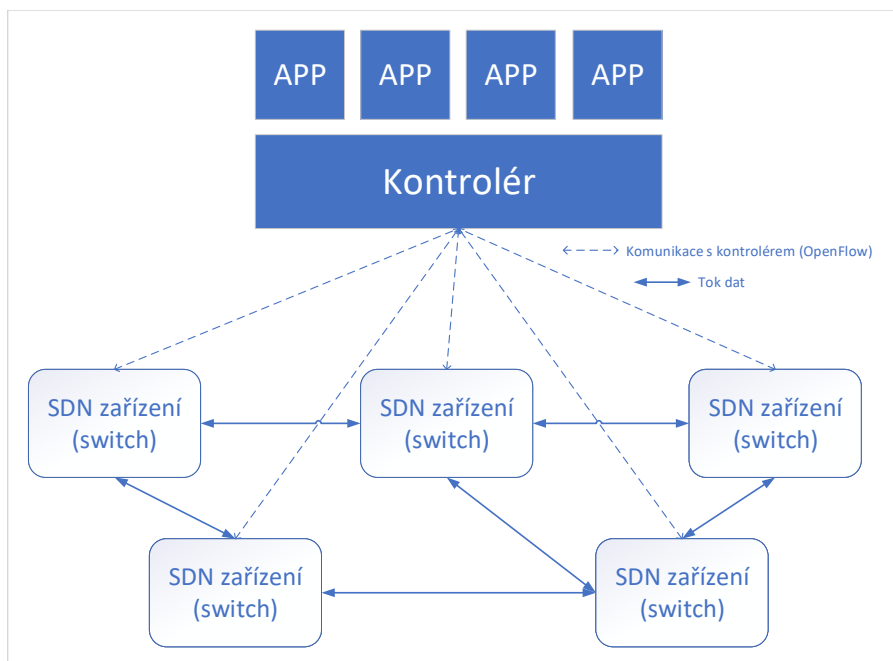 APP
APP
APP
APP
Kontrolér
Komunikace s kontrolérem (OpenFlow)
Tok dat
SDN zařízení
(switch)
SDN zařízení
(switch)
SDN zařízení
(switch)
SDN zařízení
(switch)
SDN zařízení
(switch)